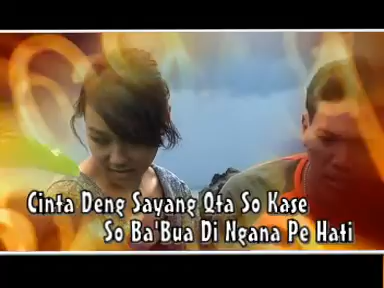 Cinta Deng Sayang Qta So Kase
So Ba'Bua Di Ngana Pe Hati